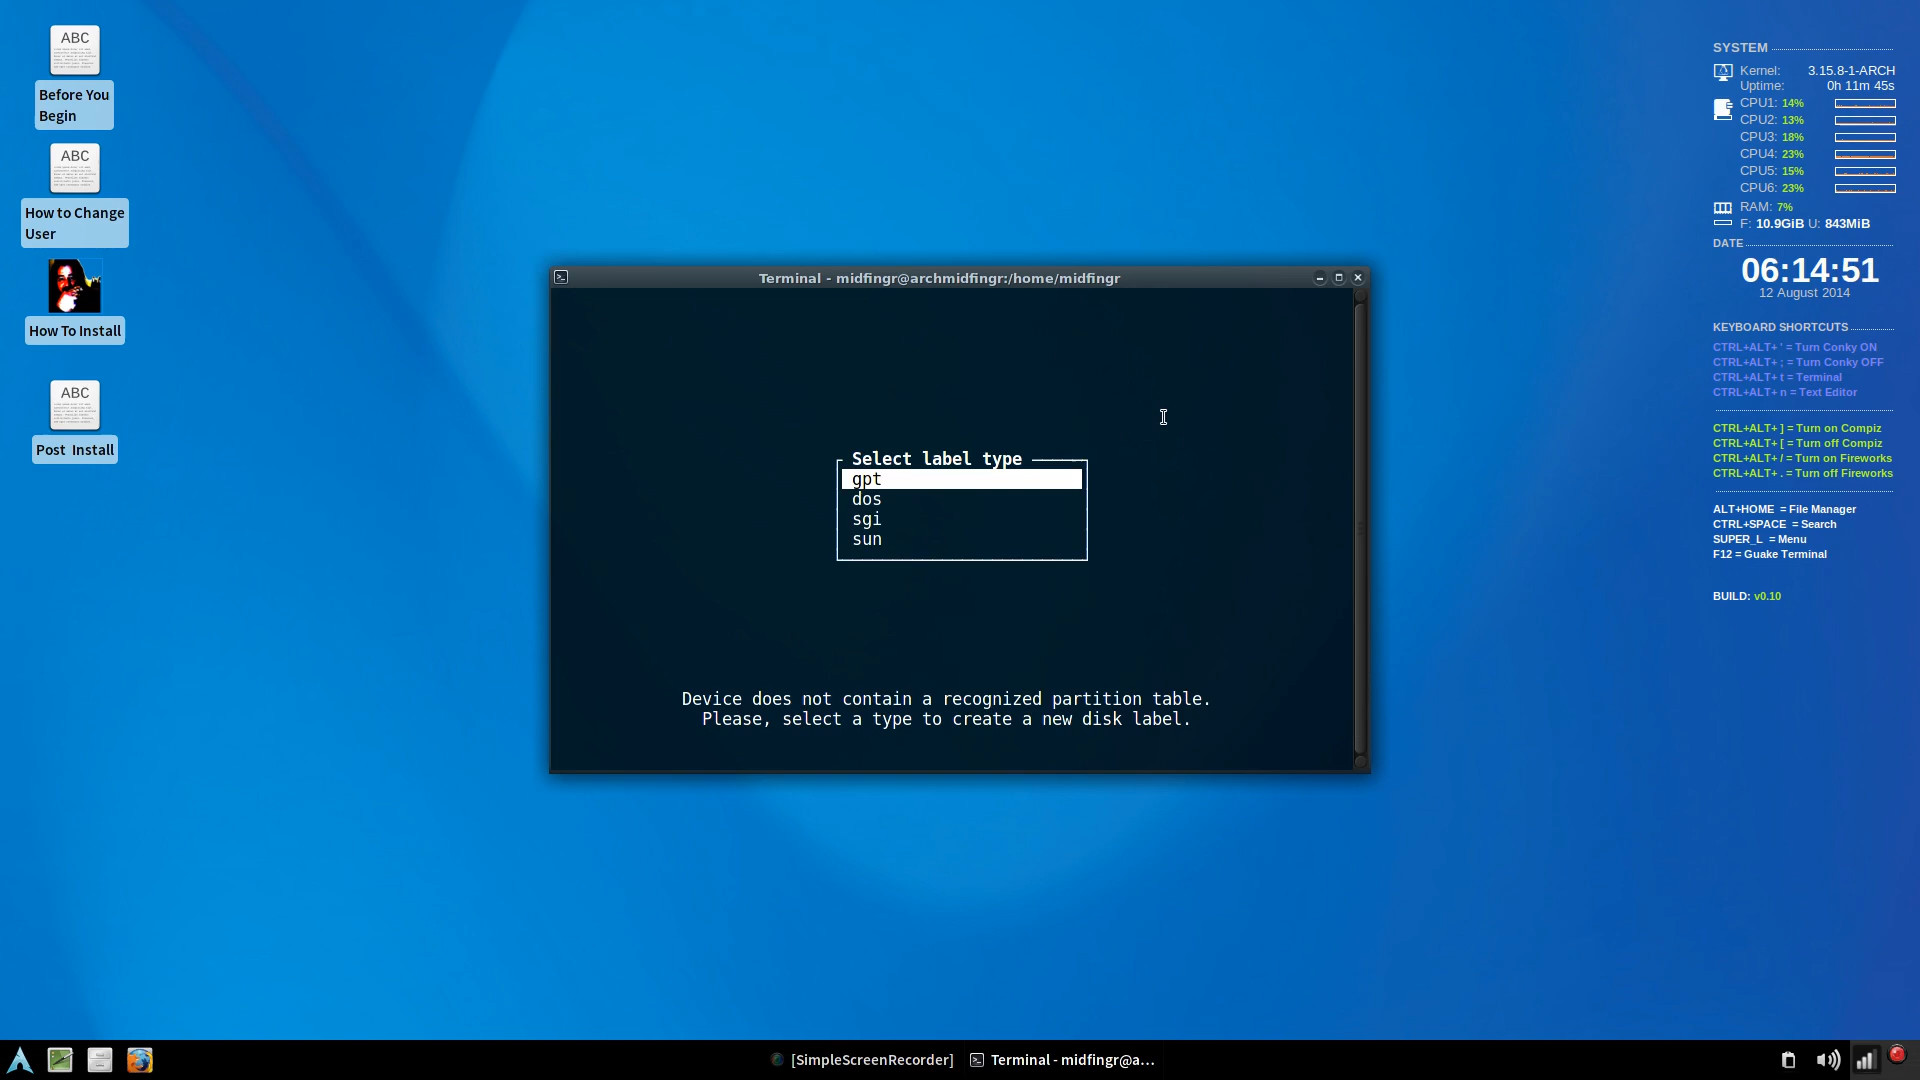 ABC
Before You
Begin
ABC
How to Change
User
How To Install
ABC
Post Install
Terminal - midfingr@archmidfingr:/home/midfingr
Select label type
gpt
dos
sgi
sun
Device does not contain a recognized partition table.
Please, select a type to create a new disk label.
SYSTEM
Kernel: 3.15.8-1-ARCH
Uptime: 0h 11m 45s
CPU1: 14%
CPU2: 13%
CPU3: 18%
CPU4: 23%
CPU5: 15%
CPU6: 23%
RAM: 7%
F: 10.9GiB U: 843MiB
DATE
06:14:51
12 August 2014
KEYBOARD SHORTCUTS
CTRL+ALT+ ' = Turn Conky ON
CTRL+ALT+ ; = Turn Conky OFF
CTRL+ALT+ t = Terminal
CTRL+ALT+ n = Text Editor
CTRL+ALT+ ] = Turn on Compiz
CTRL+ALT+ [ = Turn off Compiz
CTRL+ALT+ / = Turn on Fireworks
CTRL+ALT+ . = Turn off Fireworks
ALT+HOME = File Manager
CTRL+SPACE = Search
SUPER_L = Menu
F12 = Guake Terminal
BUILD: v0.10
[SimpleScreenRecorder]
Terminal - midfingr@a...